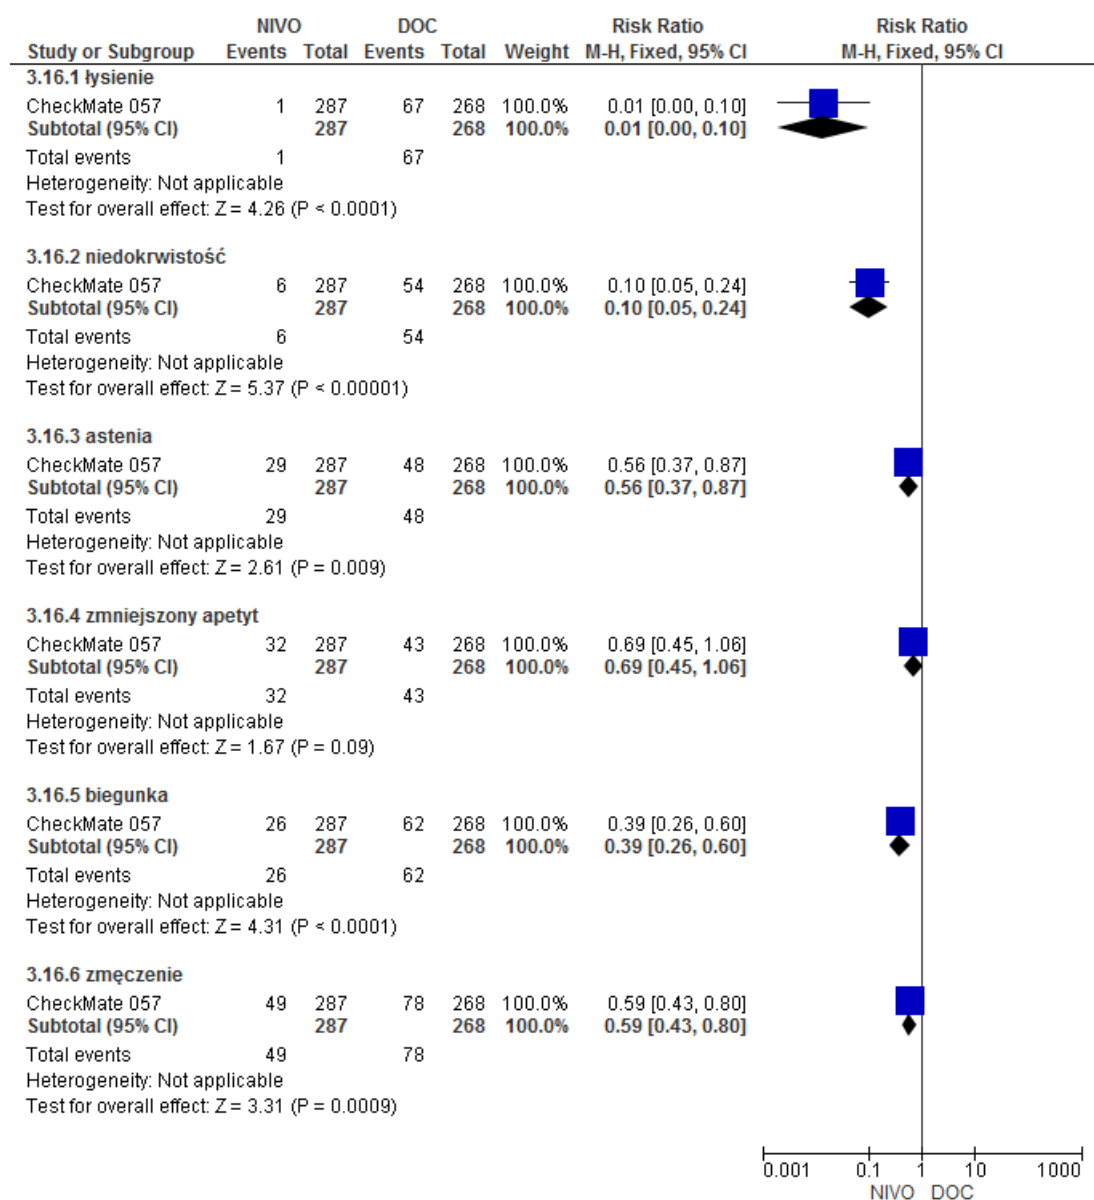 NIVO DOC Risk Ratio Risk Ratio
Study or Subgroup Events Total Events Total Weight M-H, Fixed, 95% CI M-H, Fixed, 95% CI
3.16.1 łysienie
CheckMate 057 1 287 67 268 100.0% 0.01 [0.00, 0.10]
Subtotal (95% CI) 287 268 100.0% 0.01 [0.00, 0.10]
Total events 1 67
Heterogeneity: Not applicable
Test for overall effect: Z = 4.26 (P < 0.0001)
3.16.2 niedokrwistość
CheckMate 057 6 287 54 268 100.0% 0.10 [0.05, 0.24]
Subtotal (95% CI) 287 268 100.0% 0.10 [0.05, 0.24]
Total events 6 54
Heterogeneity: Not applicable
Test for overall effect: Z = 5.37 (P < 0.00001)
3.16.3 astenia
CheckMate 057 29 287 48 268 100.0% 0.56 [0.37, 0.87]
Subtotal (95% CI) 287 268 100.0% 0.56 [0.37, 0.87]
Total events 29 48
Heterogeneity: Not applicable
Test for overall effect: Z = 2.61 (P = 0.009)
3.16.4 zmniejszony apetyt
CheckMate 057 32 287 43 268 100.0% 0.69 [0.45, 1.06]
Subtotal (95% CI) 287 268 100.0% 0.69 [0.45, 1.06]
Total events 32 43
Heterogeneity: Not applicable
Test for overall effect: Z = 1.67 (P = 0.09)
3.16.5 biegunka
CheckMate 057 26 287 62 268 100.0% 0.39 [0.26, 0.60]
Subtotal (95% CI) 287 268 100.0% 0.39 [0.26, 0.60]
Total events 26 62
Heterogeneity: Not applicable
Test for overall effect: Z = 4.31 (P < 0.0001)
3.16.6 zmęczenie
CheckMate 057 49 287 78 268 100.0% 0.59 [0.43, 0.80]
Subtotal (95% CI) 287 268 100.0% 0.59 [0.43, 0.80]
Total events 49 78
Heterogeneity: Not applicable
Test for overall effect: Z = 3.31 (P = 0.0009)
0.001 0.1 1 10 1000
NIVO DOC